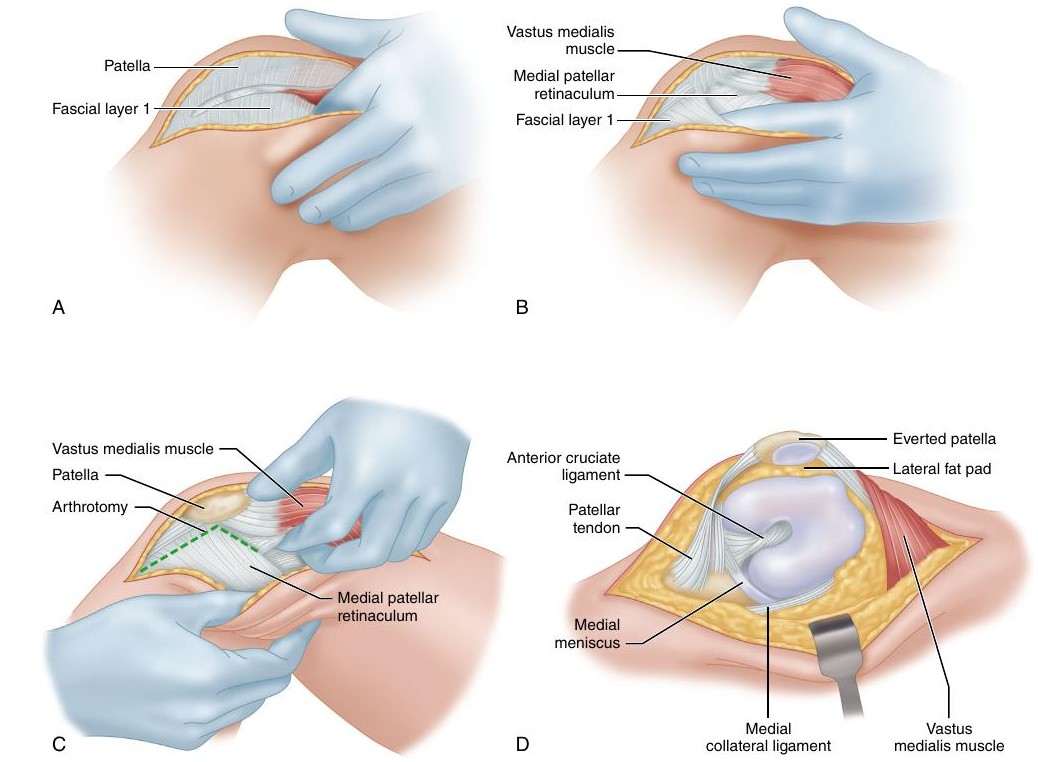 Patella
Fascial layer 1
A
Vastus medialis
muscle
Medial patellar
retinaculum
Fascial layer 1
B
Vastus medialis muscle
Patella
Arthrotomy
Medial patellar
retinaculum
C
Anterior cruciate
ligament
Patellar
tendon
Medial
meniscus
Everted patella
Lateral fat pad
Medial
collateral ligament
Vastus
medialis muscle
D